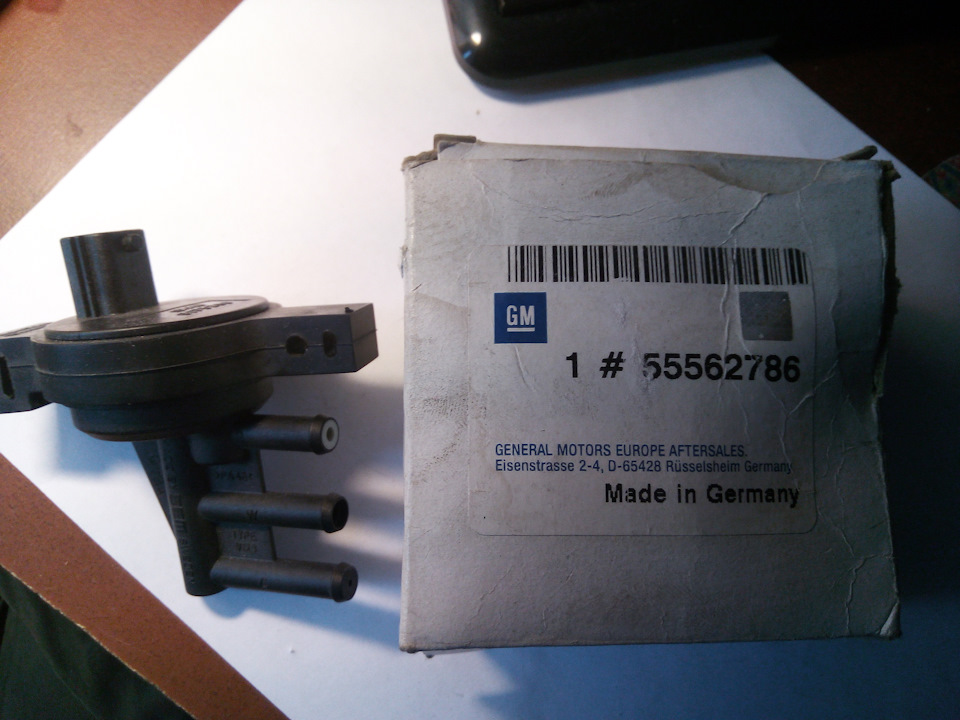 GM
1 # 55562786
GENERAL MOTORS EUROPE AFTERSALES.
Eisenstrasse 2-4, D-65428 Rüsselsheim Germany
Made in Germany